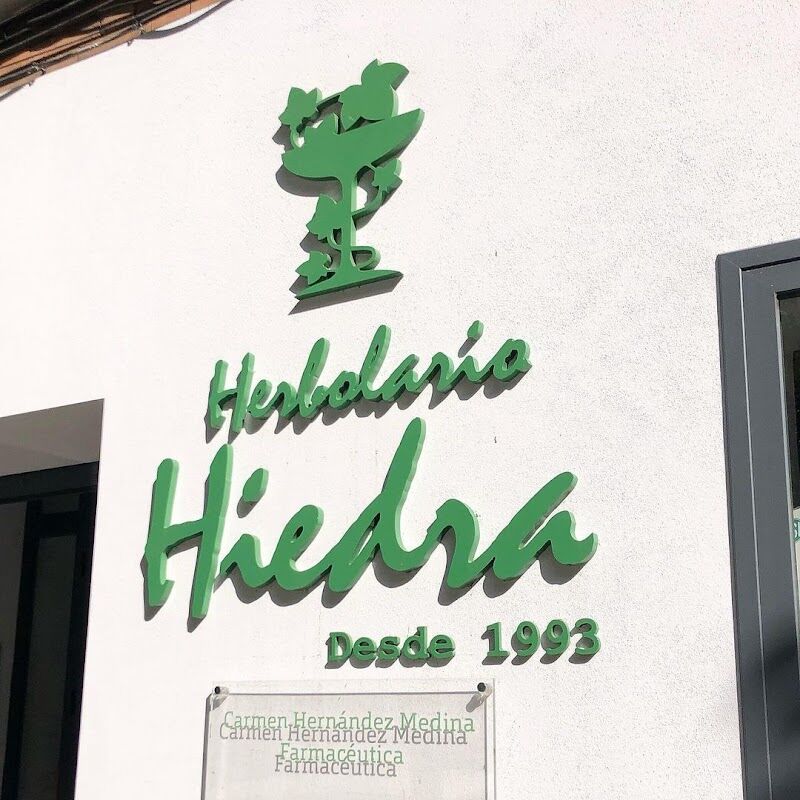 Herbolario
Hiedra
Desde 1993
Carmen Hernández Medina
Farmacéutica